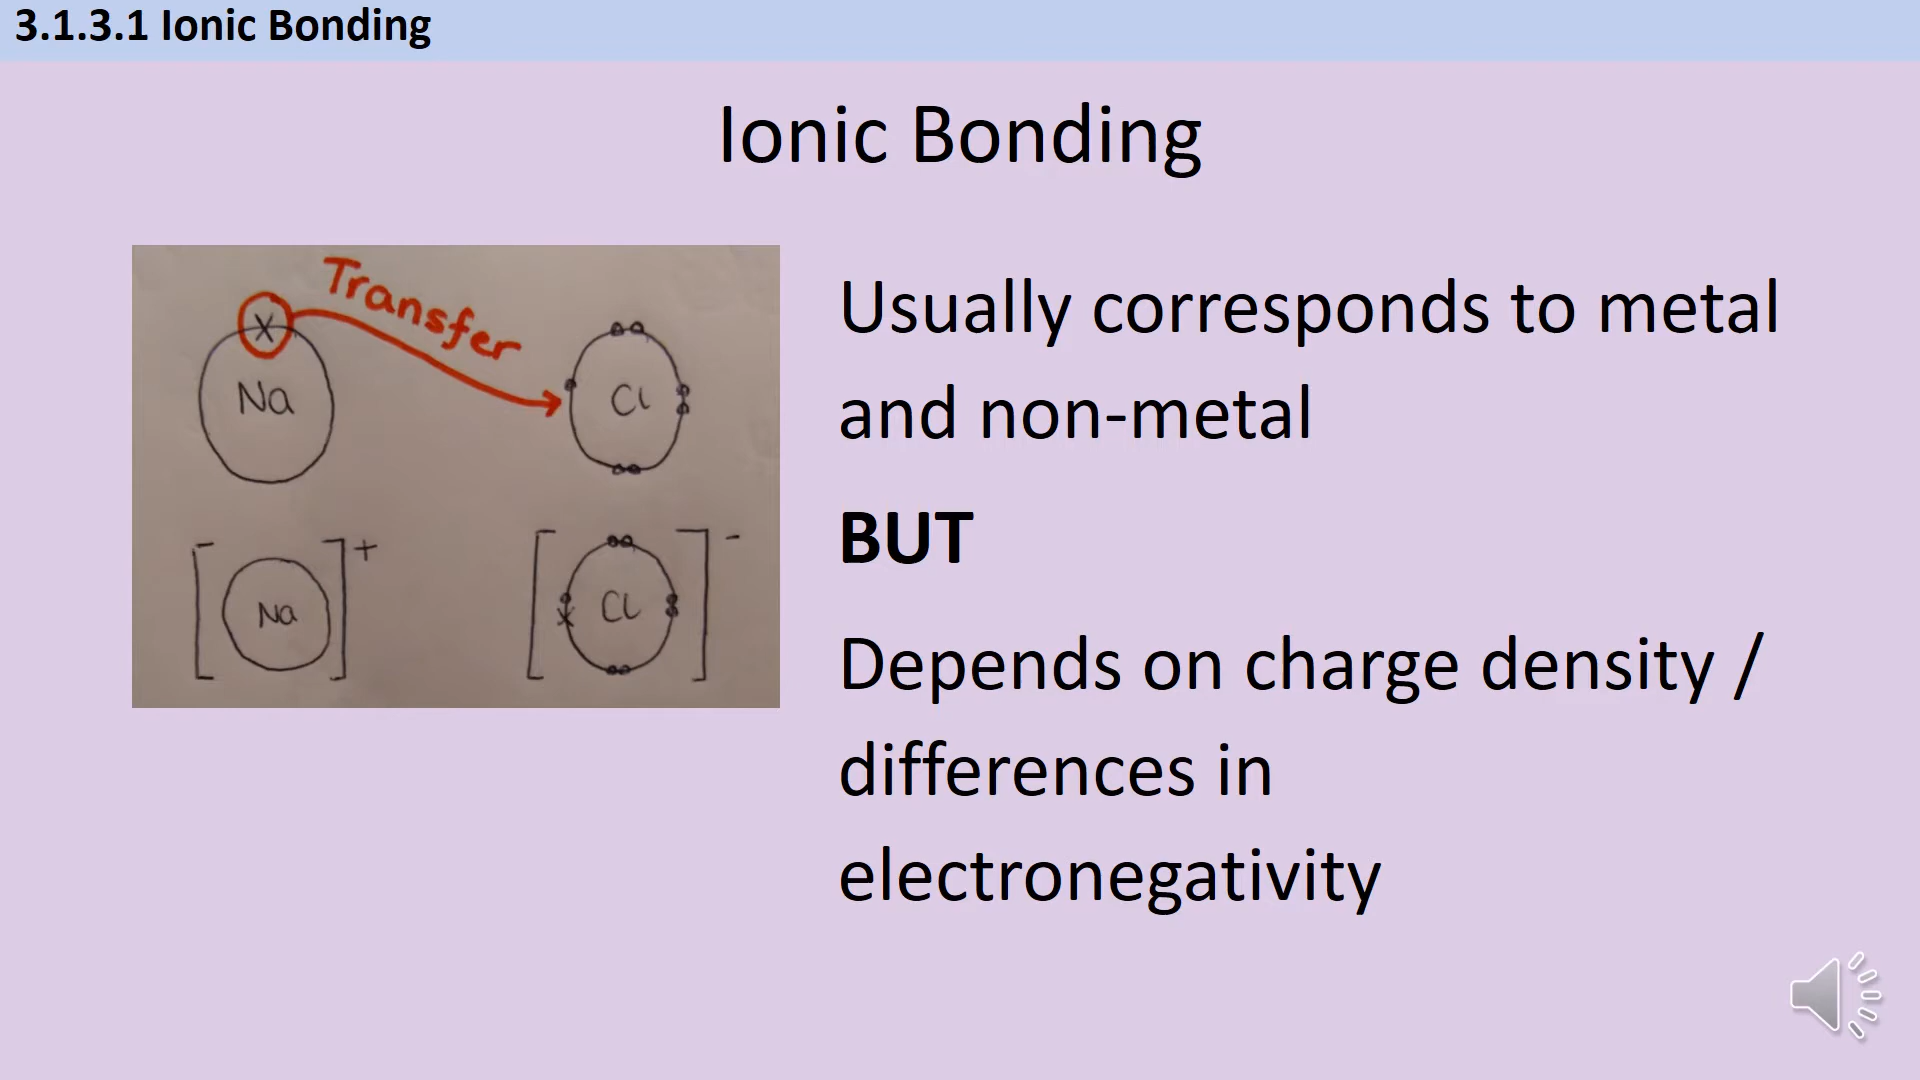 3.1.3.1 Ionic Bonding
Ionic Bonding
Transfer
x
Na
Cl
Na
+
x
Cl
-
Usually corresponds to metal
and non-metal
BUT
Depends on charge density /
differences in
electronegativity